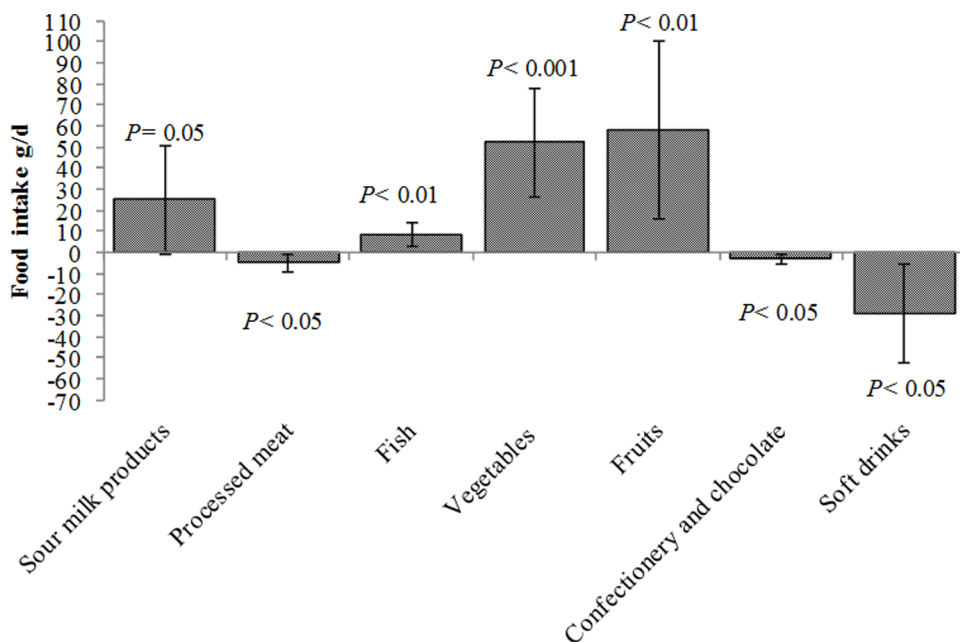 Food intake g/d
110
100
90
80
70
60
50
40
30
20
10
0
-10
-20
-30
-40
-50
-60
-70
P= 0.05
P< 0.05
P< 0.01
P< 0.001
P< 0.01
P< 0.05
P< 0.05
Sour milk products
Processed meat
Fish
Vegetables
Fruits
Confectionery and chocolate
Soft drinks